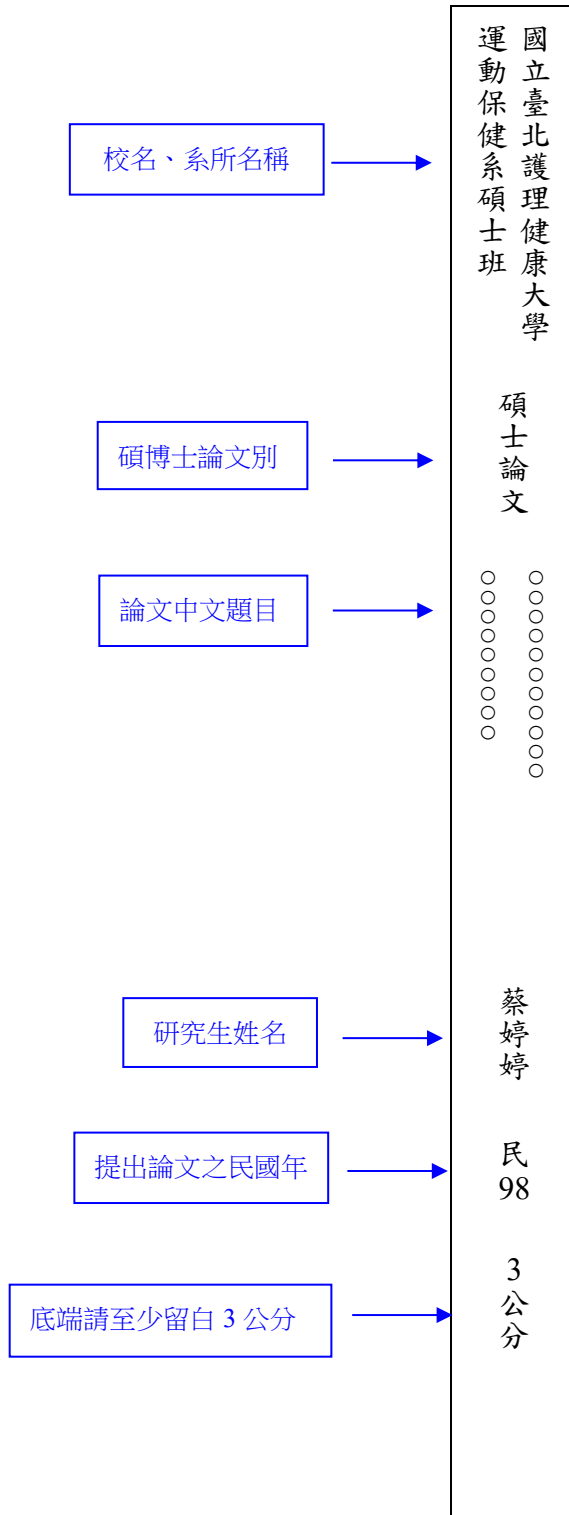 校名、系所名稱
國立臺北護理健康大學
運動保健系碩士班
碩博士論文別
碩士論文
論文中文題目
○○○○○○○○○○○
○○○○○○○○○
研究生姓名
蔡婷婷
提出論文之民國年
民98
底端請至少留白 3 公分
3公分